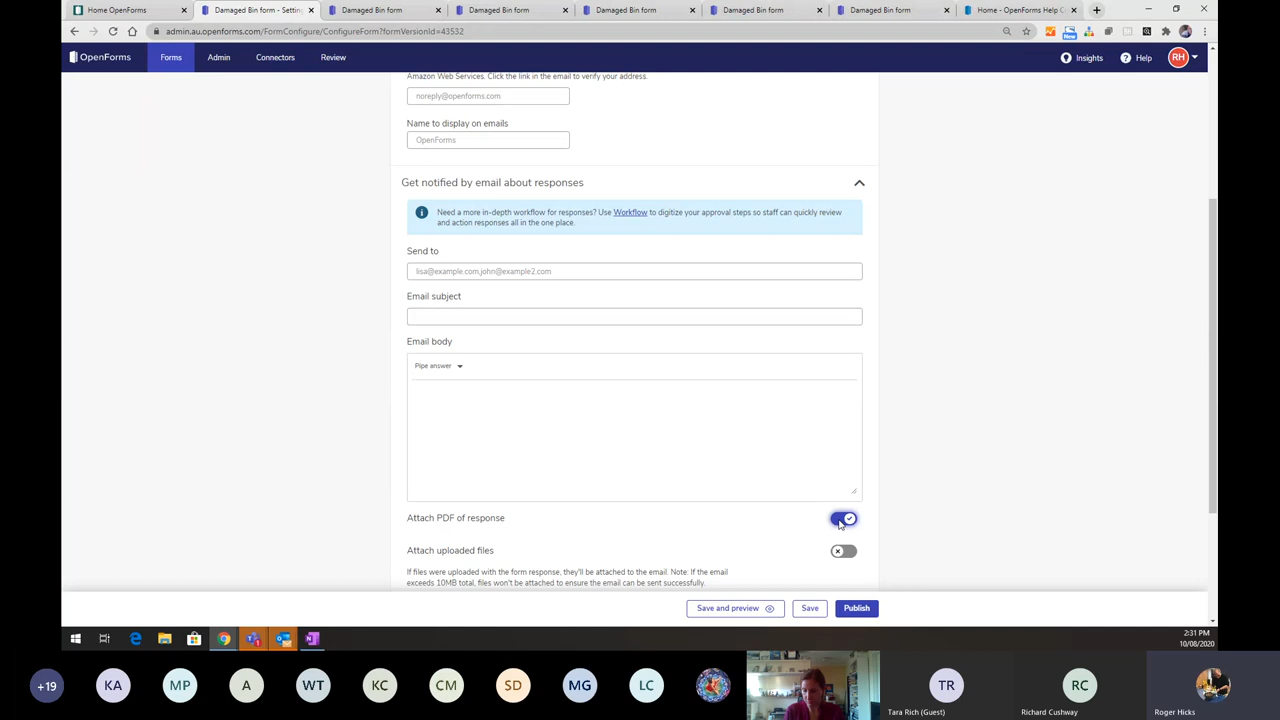 Home OpenForms
Damaged Bin form - Settin
Damaged Bin form
Damaged Bin form
Damaged Bin form
Damaged Bin form
Damaged Bin form
Home - OpenForms Help Ce
admin.au.openforms.com/FormConfigure/ConfigureForm?formVersionId=43532
New
OpenForms
Forms
Admin
Connectors
Review
Insights
Help
RH
Amazon Web Services. Click the link in the email to verify your address.
noreply@openforms.com
Name to display on emails
OpenForms
Get notified by email about responses
Need a more in-depth workflow for responses? Use Workflow to digitize your approval steps so staff can quickly review
and action responses all in the one place.
Send to
lisa@example.com,john@example2.com
Email subject
Email body
Pipe answer
Attach PDF of response
Attach uploaded files
If files were uploaded with the form response, they'll be attached to the email. Note: If the email
exceeds 10MB total, files won't be attached to ensure the email can be sent successfully.
Save and preview
Save
Publish
2:31 PM
10/08/2020
+19
KA
MP
A
WT
KC
CM
SD
MG
LC
TR
RC
Tara Rich (Guest)
Richard Cushway
Roger Hicks